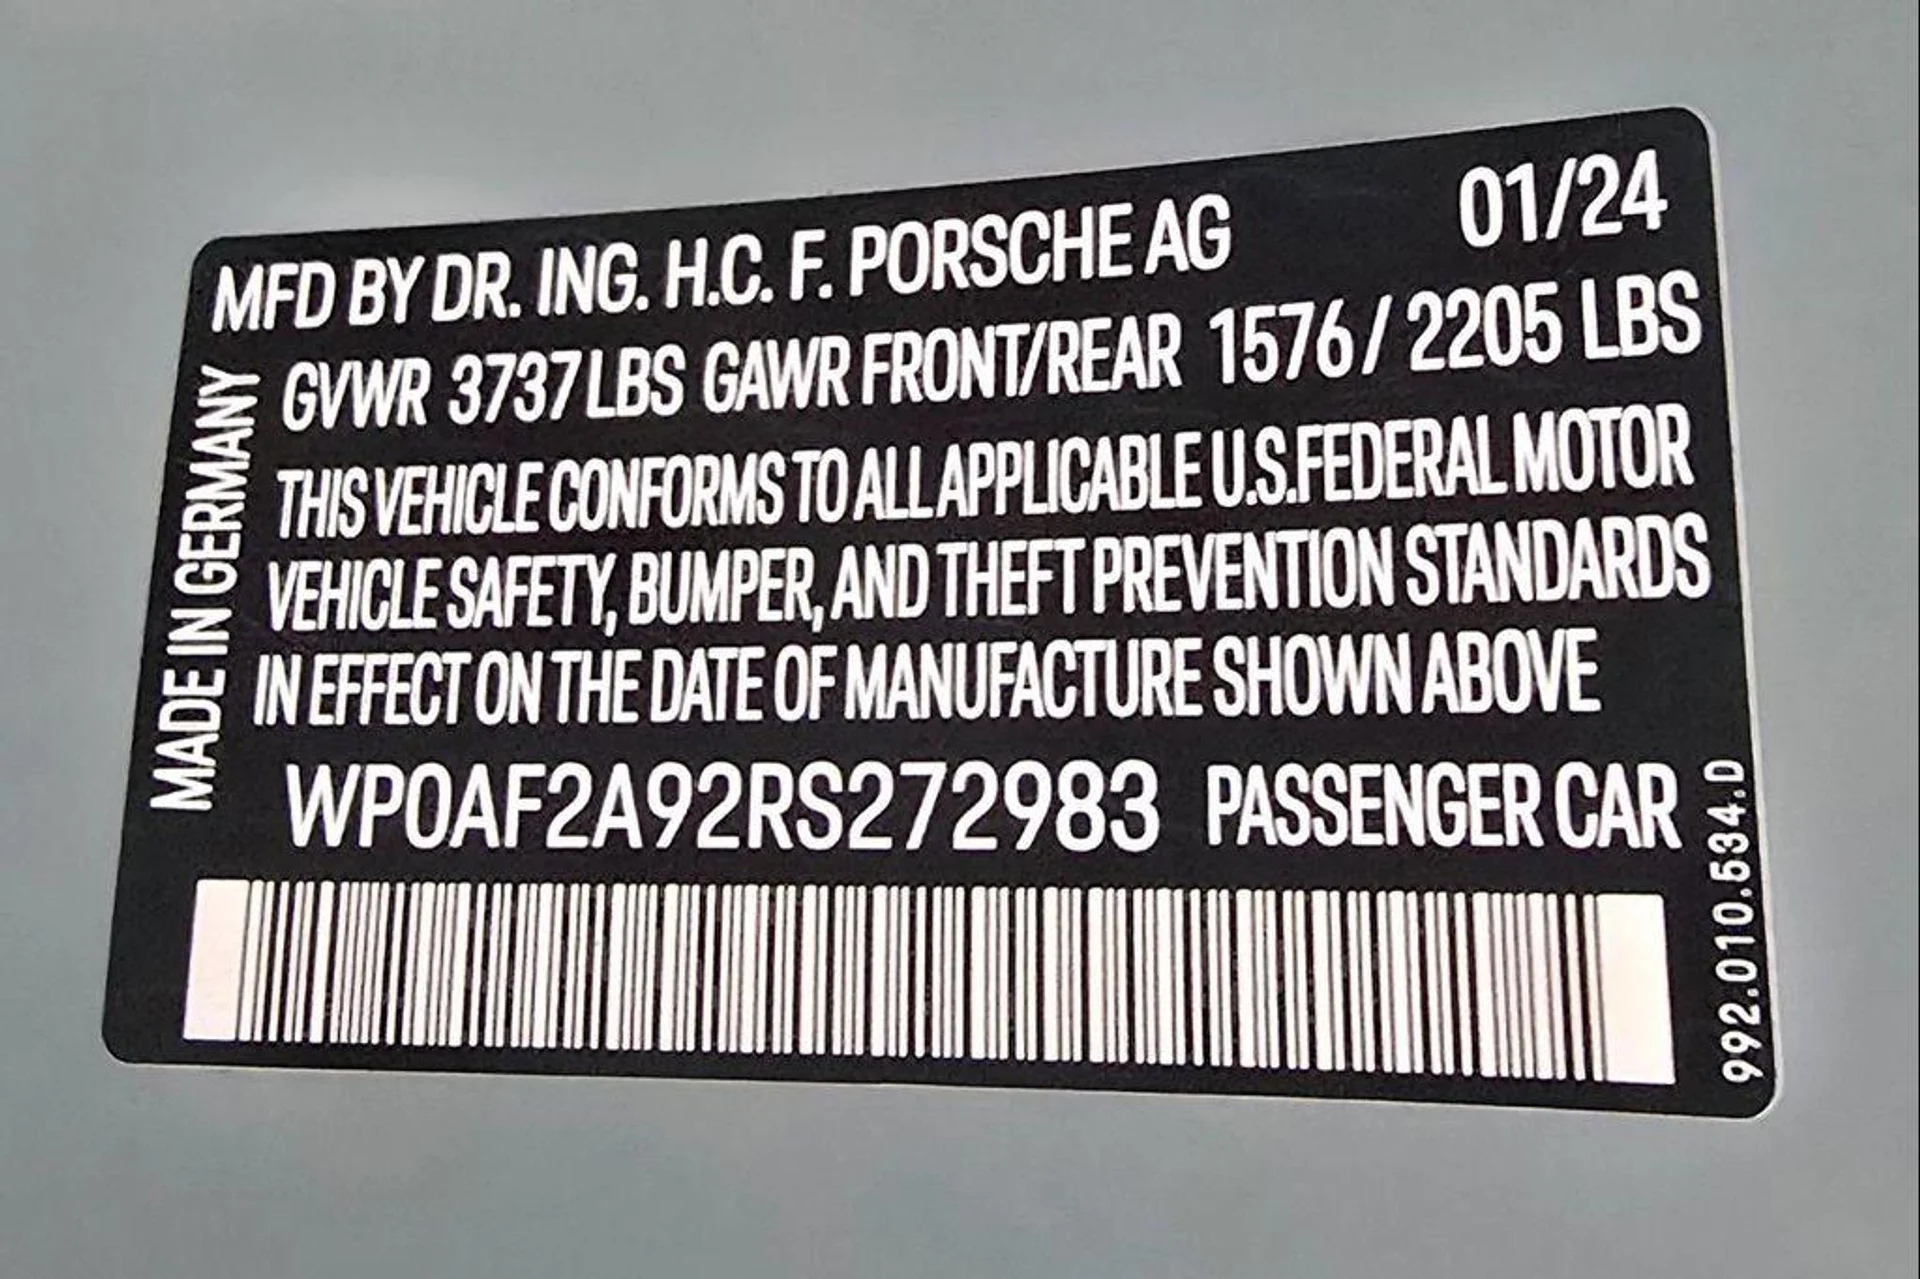 MFD BY DR. ING. H.C. F. PORSCHE AG 01/24
GVWR 3737 LBS GAWR FRONT/REAR 1576 / 2205 LBS
THIS VEHICLE CONFORMS TO ALL APPLICABLE U.S.FEDERAL MOTOR
VEHICLE SAFETY, BUMPER, AND THEFT PREVENTION STANDARDS
IN EFFECT ON THE DATE OF MANUFACTURE SHOWN ABOVE
WP0AF2A92RS272983 PASSENGER CAR
MADE IN GERMANY
992.010.534.D